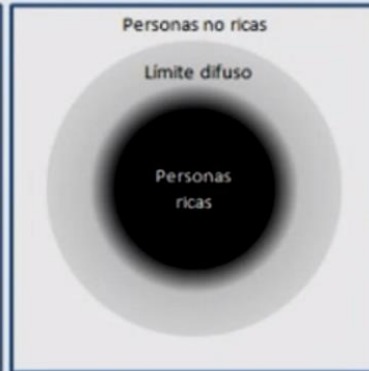 Personas no ricas
Límite difuso
Personas
ricas